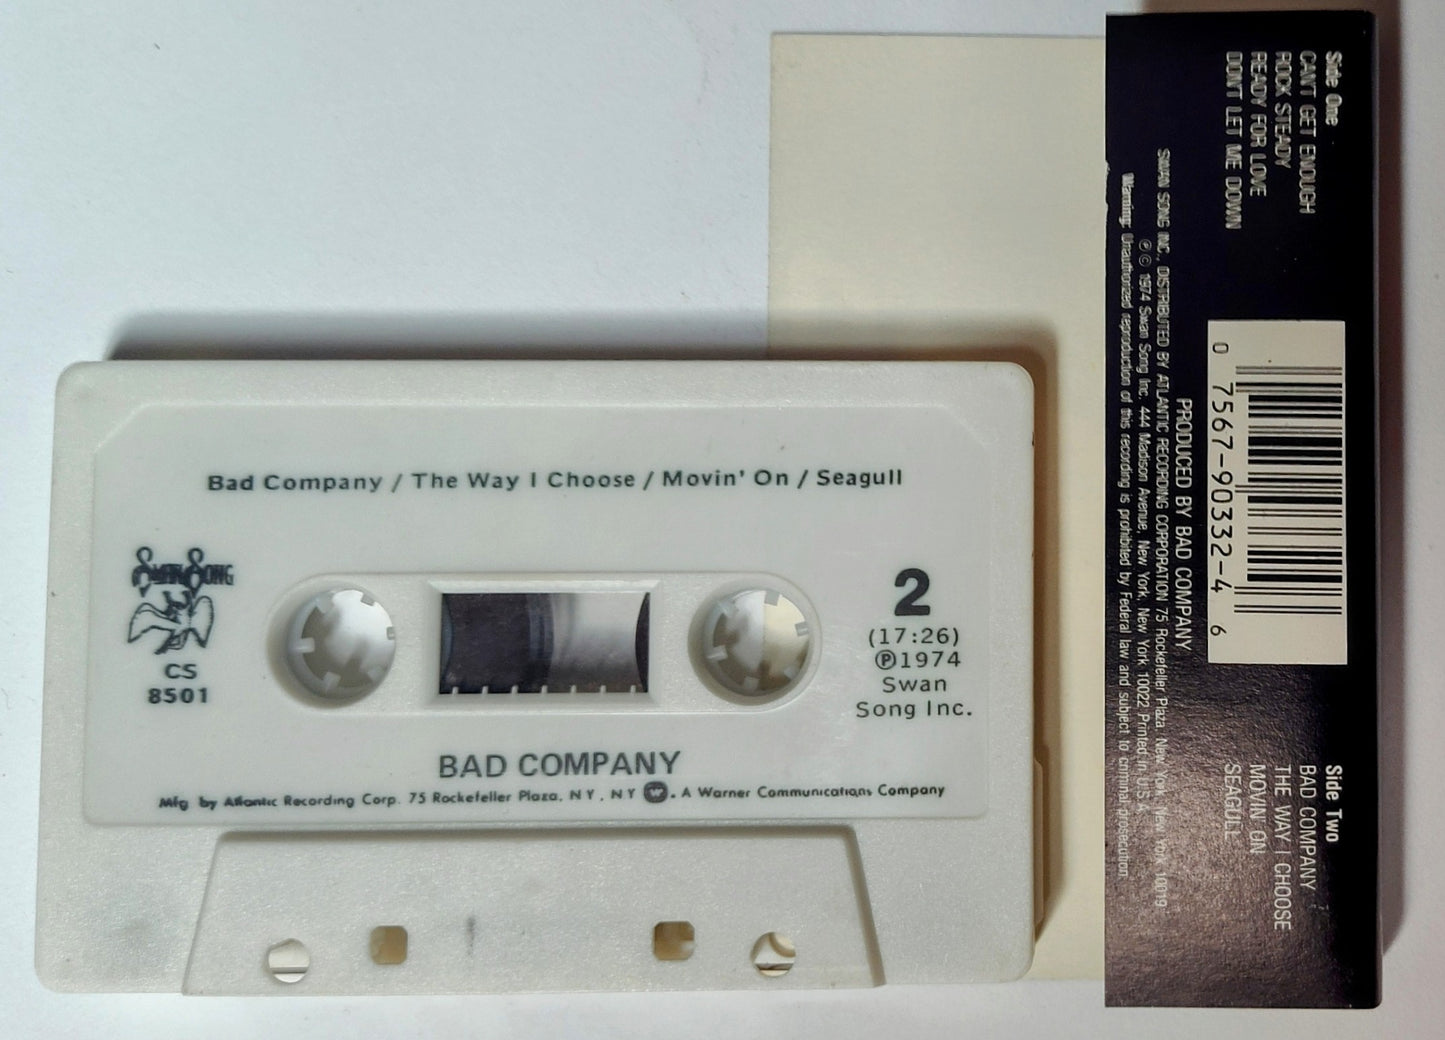 Bad Company / The Way I Choose / Movin' On / Seagull
Swan Song
CS
8501
2
(17:26)
℗1974
Swan
Song Inc.
BAD COMPANY
Mfg by Atlantic Recording Corp. 75 Rockefeller Plaza, N Y , N Y W . A Warner Communications Company
Side One
CAN'T GET ENOUGH
ROCK STEADY
READY FOR LOVE
DON'T LET ME DOWN
0 7567-90332-4 6
Side Two
BAD COMPANY
THE WAY I CHOOSE
MOVIN' ON
SEAGULL
PRODUCED BY BAD COMPANY
SWAN SONG INC., DISTRIBUTED BY ATLANTIC RECORDING CORPORATION 75 Rockefeller Plaza, New York, New York 10019
℗ © 1974 Swan Song Inc. 444 Madison Avenue, New York, New York 10022 Printed in U.S.A.
Warning: Unauthorized reproduction of this recording is prohibited by Federal law and subject to criminal prosecution.